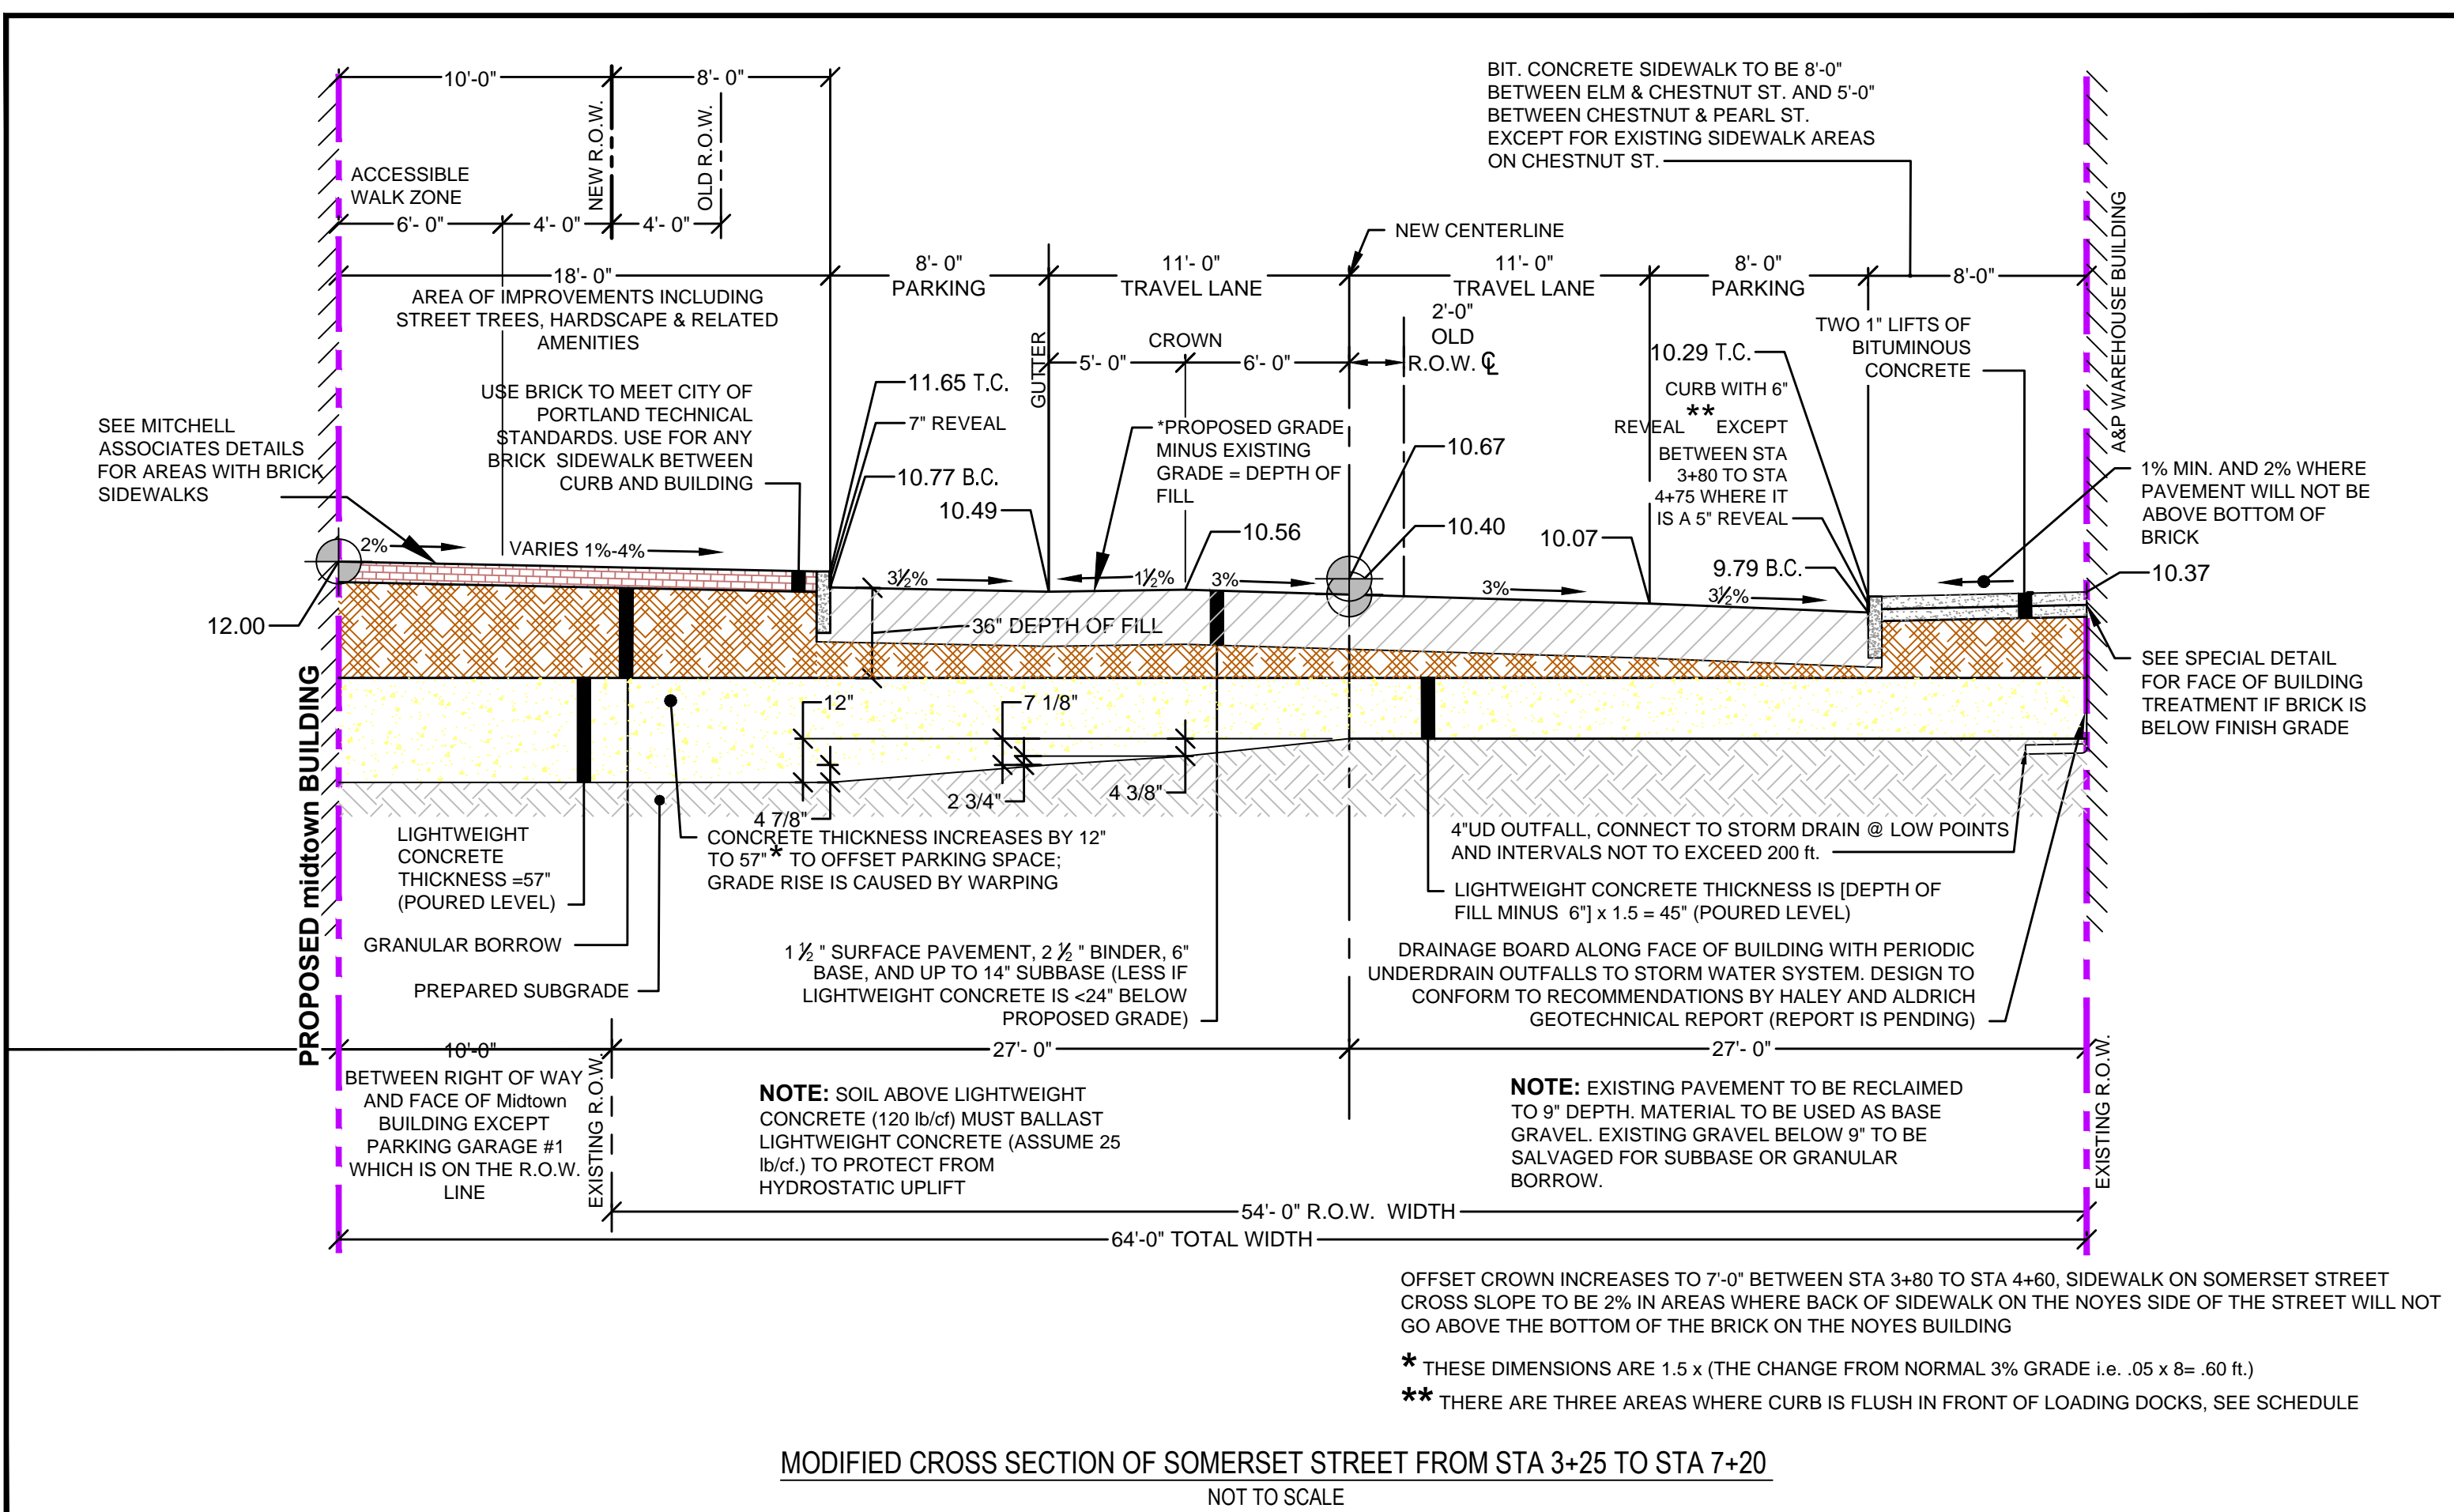 10'-0"
8'- 0"
NEW R.O.W.
OLD R.O.W.
ACCESSIBLE
WALK ZONE
6'- 0"
4'- 0"
4'- 0"
18'- 0"
AREA OF IMPROVEMENTS INCLUDING
STREET TREES, HARDSCAPE & RELATED
AMENITIES
8'- 0"
PARKING
11'- 0"
TRAVEL LANE
NEW CENTERLINE
11'- 0"
TRAVEL LANE
8'- 0"
PARKING
8'-0"
BIT. CONCRETE SIDEWALK TO BE 8'-0"
BETWEEN ELM & CHESTNUT ST. AND 5'-0"
BETWEEN CHESTNUT & PEARL ST.
EXCEPT FOR EXISTING SIDEWALK AREAS
ON CHESTNUT ST.
A&P WAREHOUSE BUILDING
GUTTER
CROWN
5'- 0"
6'- 0"
2'-0"
OLD
R.O.W. ℄
USE BRICK TO MEET CITY OF
PORTLAND TECHNICAL
STANDARDS. USE FOR ANY
BRICK SIDEWALK BETWEEN
CURB AND BUILDING
SEE MITCHELL
ASSOCIATES DETAILS
FOR AREAS WITH BRICK
SIDEWALKS
11.65 T.C.
7" REVEAL
10.77 B.C.
10.49
*PROPOSED GRADE
MINUS EXISTING
GRADE = DEPTH OF
FILL
10.56
10.67
10.40
10.07
10.29 T.C.
CURB WITH 6"
REVEAL ** EXCEPT
BETWEEN STA
3+80 TO STA
4+75 WHERE IT
IS A 5" REVEAL
9.79 B.C.
TWO 1" LIFTS OF
BITUMINOUS
CONCRETE
1% MIN. AND 2% WHERE
PAVEMENT WILL NOT BE
ABOVE BOTTOM OF
BRICK
10.37
2%
VARIES 1%-4%
3½%
1½%
3%
3%
3½%
12.00
36" DEPTH OF FILL
SEE SPECIAL DETAIL
FOR FACE OF BUILDING
TREATMENT IF BRICK IS
BELOW FINISH GRADE
PROPOSED midtown BUILDING
12"
7 1/8"
4 7/8"
2 3/4"
4 3/8"
LIGHTWEIGHT
CONCRETE
THICKNESS =57"
(POURED LEVEL)
CONCRETE THICKNESS INCREASES BY 12"
TO 57"* TO OFFSET PARKING SPACE;
GRADE RISE IS CAUSED BY WARPING
4"UD OUTFALL, CONNECT TO STORM DRAIN @ LOW POINTS
AND INTERVALS NOT TO EXCEED 200 ft.
LIGHTWEIGHT CONCRETE THICKNESS IS [DEPTH OF
FILL MINUS 6"] x 1.5 = 45" (POURED LEVEL)
GRANULAR BORROW
PREPARED SUBGRADE
1 ½ " SURFACE PAVEMENT, 2 ½ " BINDER, 6"
BASE, AND UP TO 14" SUBBASE (LESS IF
LIGHTWEIGHT CONCRETE IS <24" BELOW
PROPOSED GRADE)
DRAINAGE BOARD ALONG FACE OF BUILDING WITH PERIODIC
UNDERDRAIN OUTFALLS TO STORM WATER SYSTEM. DESIGN TO
CONFORM TO RECOMMENDATIONS BY HALEY AND ALDRICH
GEOTECHNICAL REPORT (REPORT IS PENDING)
10'-0"
27'- 0"
27'- 0"
BETWEEN RIGHT OF WAY
AND FACE OF Midtown
BUILDING EXCEPT
PARKING GARAGE #1
WHICH IS ON THE R.O.W.
LINE
EXISTING R.O.W.
NOTE: SOIL ABOVE LIGHTWEIGHT
CONCRETE (120 lb/cf) MUST BALLAST
LIGHTWEIGHT CONCRETE (ASSUME 25
lb/cf.) TO PROTECT FROM
HYDROSTATIC UPLIFT
NOTE: EXISTING PAVEMENT TO BE RECLAIMED
TO 9" DEPTH. MATERIAL TO BE USED AS BASE
GRAVEL. EXISTING GRAVEL BELOW 9" TO BE
SALVAGED FOR SUBBASE OR GRANULAR
BORROW.
EXISTING R.O.W.
54'- 0" R.O.W. WIDTH
64'-0" TOTAL WIDTH
OFFSET CROWN INCREASES TO 7'-0" BETWEEN STA 3+80 TO STA 4+60, SIDEWALK ON SOMERSET STREET
CROSS SLOPE TO BE 2% IN AREAS WHERE BACK OF SIDEWALK ON THE NOYES SIDE OF THE STREET WILL NOT
GO ABOVE THE BOTTOM OF THE BRICK ON THE NOYES BUILDING
* THESE DIMENSIONS ARE 1.5 x (THE CHANGE FROM NORMAL 3% GRADE i.e. .05 x 8= .60 ft.)
** THERE ARE THREE AREAS WHERE CURB IS FLUSH IN FRONT OF LOADING DOCKS, SEE SCHEDULE
MODIFIED CROSS SECTION OF SOMERSET STREET FROM STA 3+25 TO STA 7+20
NOT TO SCALE